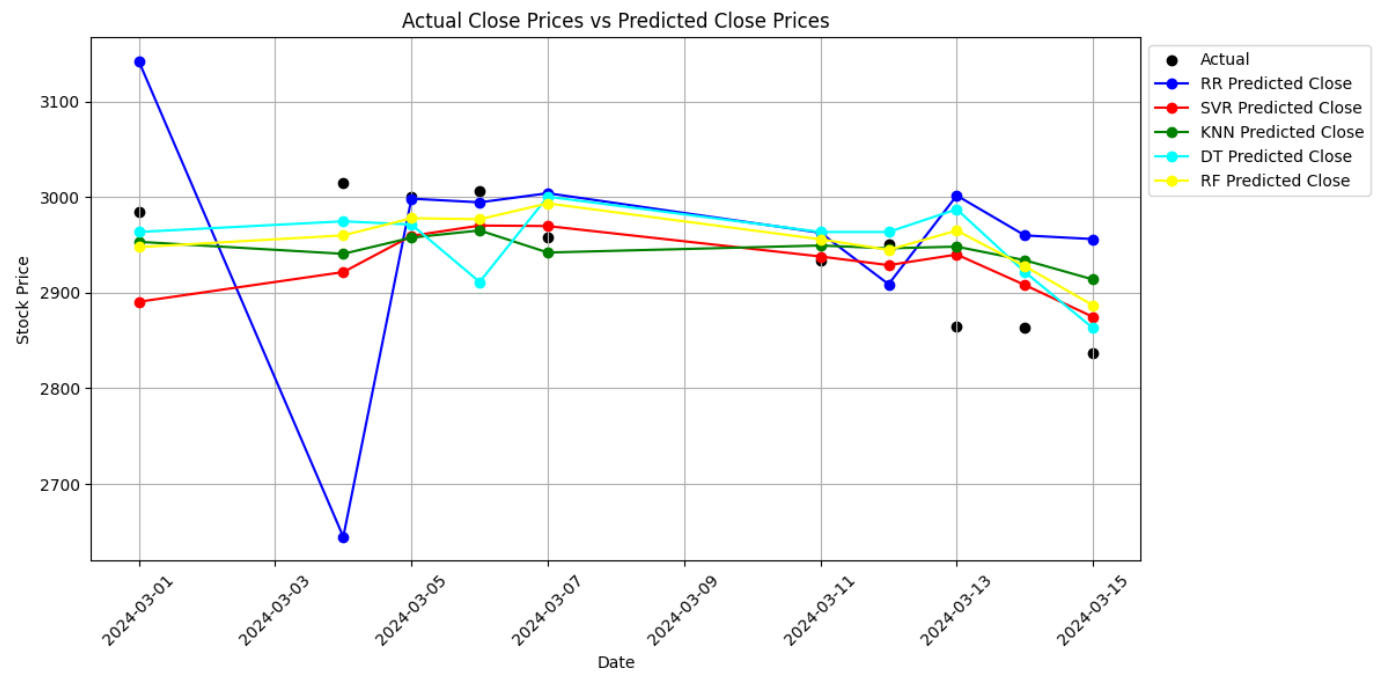 Actual Close Prices vs Predicted Close Prices
Actual
RR Predicted Close
SVR Predicted Close
KNN Predicted Close
DT Predicted Close
RF Predicted Close
Stock Price
3100
3000
2900
2800
2700
2024-03-01
2024-03-03
2024-03-05
2024-03-07
2024-03-09
2024-03-11
2024-03-13
2024-03-15
Date